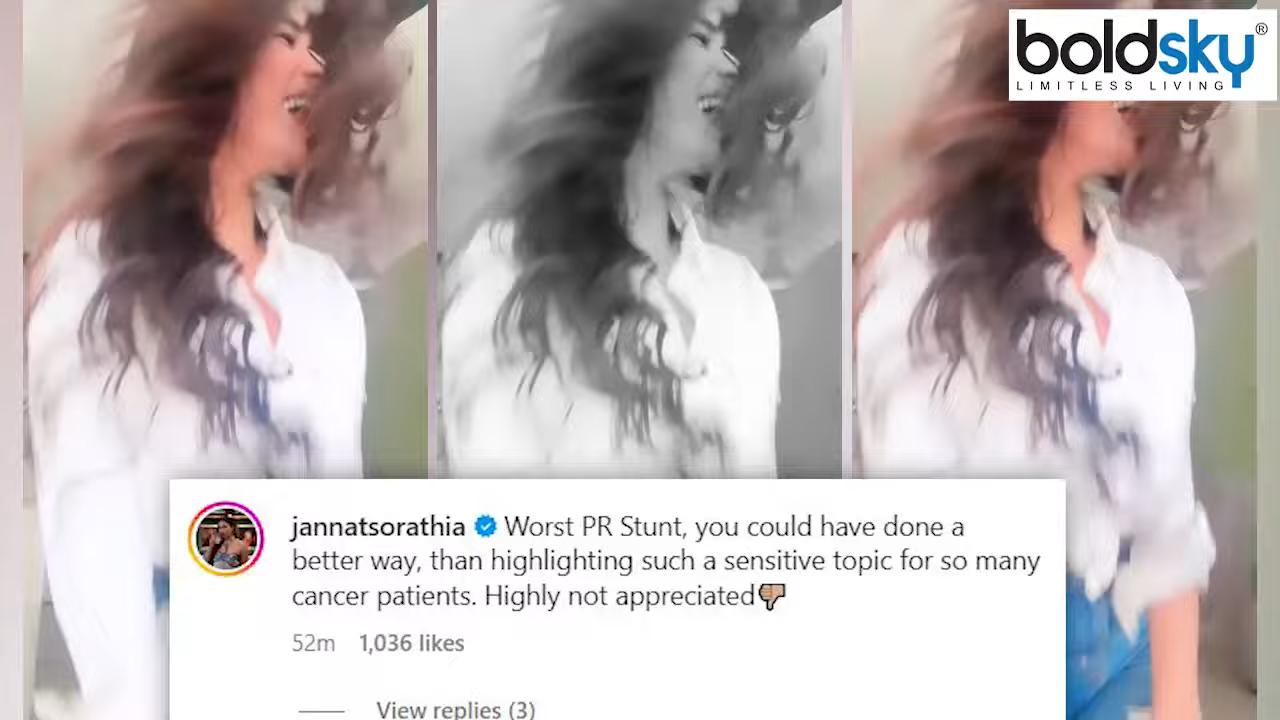 boldsky®
LIMITLESS LIVING
jannatsorathia Worst PR Stunt, you could have done a
better way, than highlighting such a sensitive topic for so many
cancer patients. Highly not appreciated👎🏽
52m 1,036 likes
View replies (3)